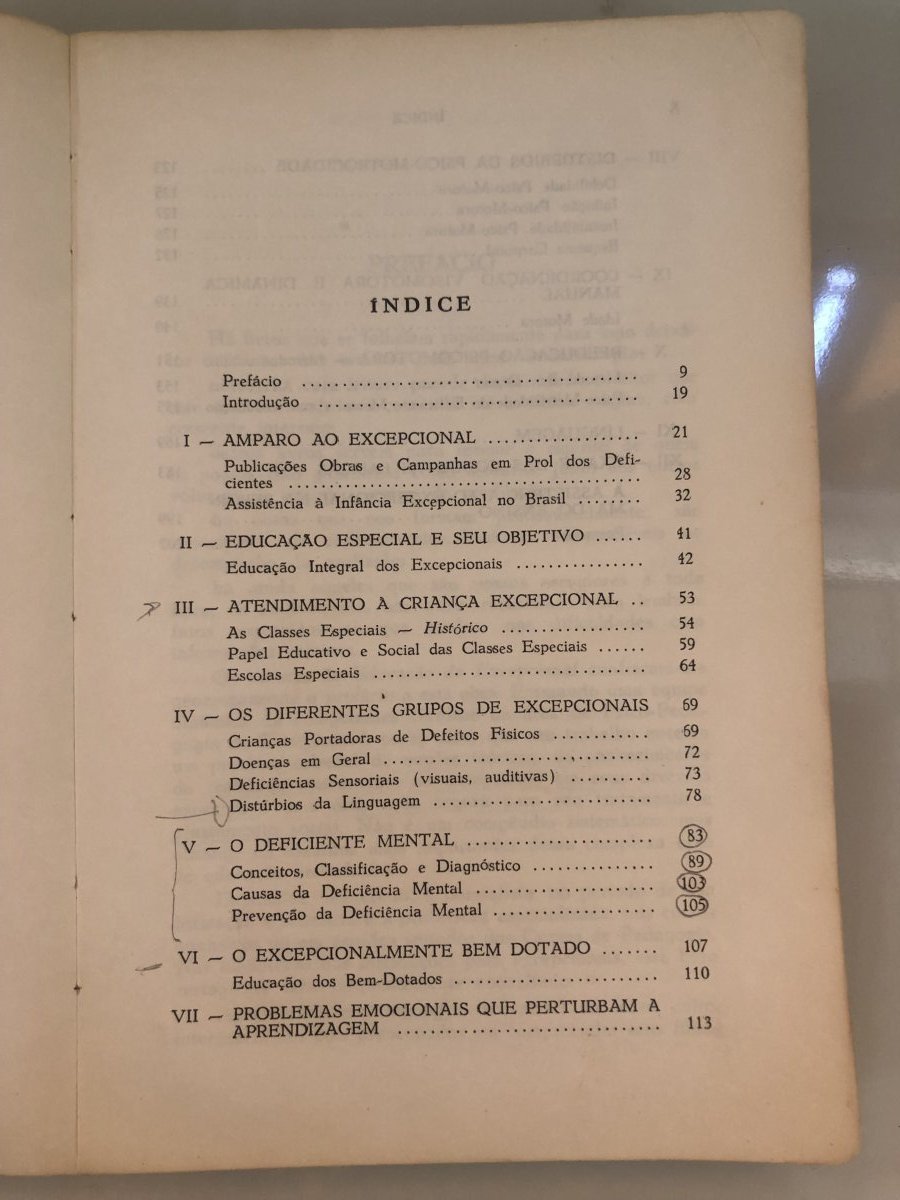 ÍNDICE
Prefácio ........................................ 9
Introdução ...................................... 19
I — AMPARO AO EXCEPCIONAL ................... 21
Publicações Obras e Campanhas em Prol dos Defi-
cientes ........................................... 28
Assistência à Infância Excepcional no Brasil ........ 32
II — EDUCAÇÃO ESPECIAL E SEU OBJETIVO ...... 41
Educação Integral dos Excepcionais ................ 42
III — ATENDIMENTO À CRIANÇA EXCEPCIONAL .. 53
As Classes Especiais — Histórico .................. 54
Papel Educativo e Social das Classes Especiais ...... 59
Escolas Especiais .................................. 64
IV — OS DIFERENTES GRUPOS DE EXCEPCIONAIS 69
Crianças Portadoras de Defeitos Físicos ............ 69
Doenças em Geral ................................. 72
Deficiências Sensoriais (visuais, auditivas) .......... 73
Distúrbios da Linguagem ............................ 78
V — O DEFICIENTE MENTAL ........................ 83
Conceitos, Classificação e Diagnóstico ............... 89
Causas da Deficiência Mental ....................... 103
Prevenção da Deficiência Mental .................... 105
VI — O EXCEPCIONALMENTE BEM DOTADO ....... 107
Educação dos Bem-Dotados .......................... 110
VII — PROBLEMAS EMOCIONAIS QUE PERTURBAM A
APRENDIZAGEM ................................. 113